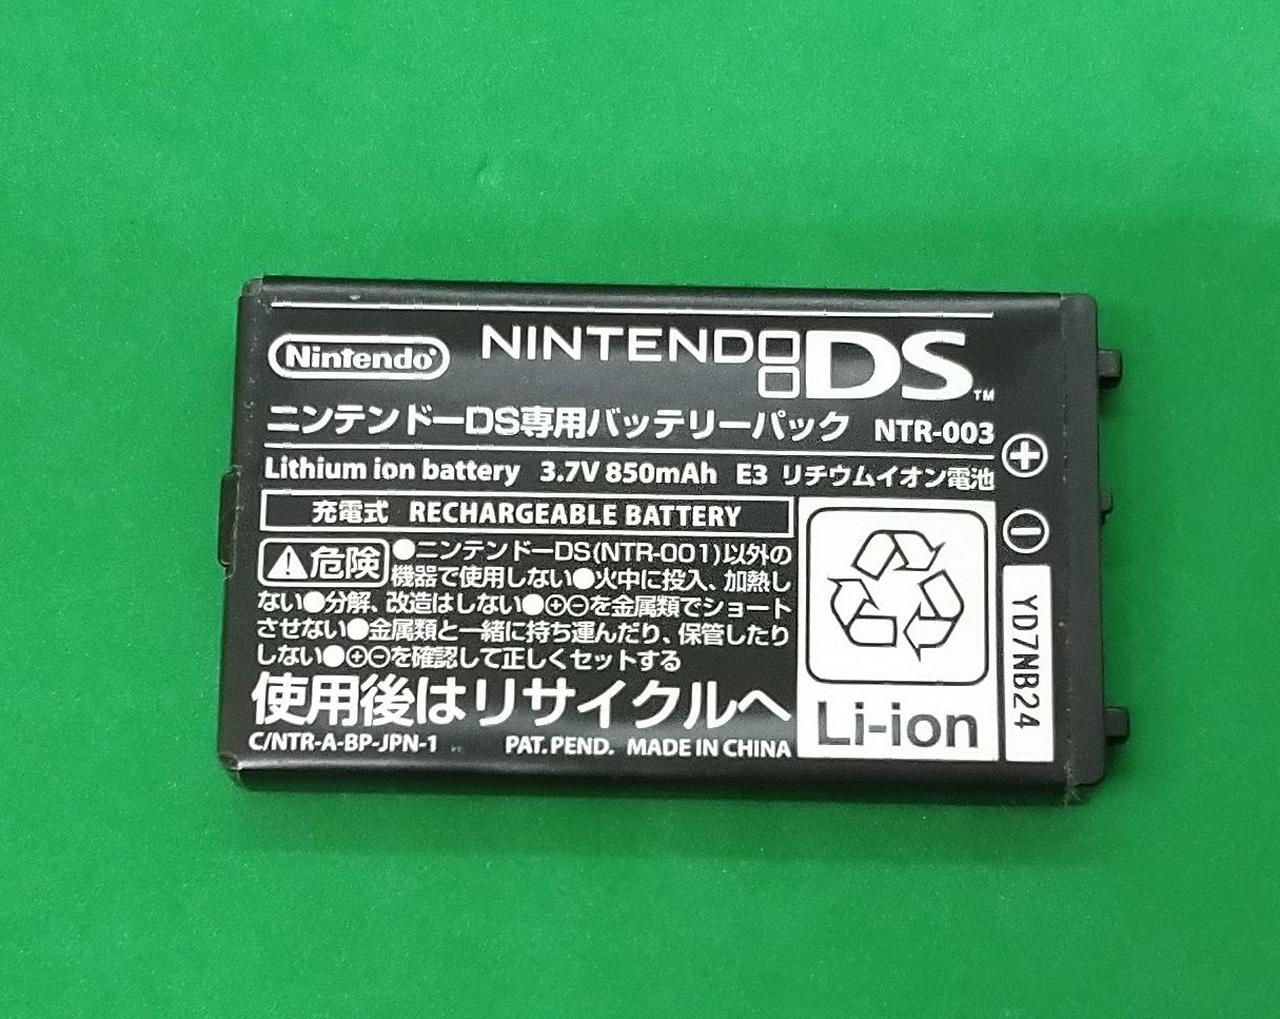 Nintendo
NINTENDO DS™
ニンテンドーDS専用バッテリーパック NTR-003
Lithium ion battery 3.7V 850mAh E3 リチウムイオン電池
充電式 RECHARGEABLE BATTERY
危険 ●ニンテンドーDS(NTR-001)以外の
機器で使用しない●火中に投入、加熱し
ない●分解、改造はしない●⊕⊖を金属類でショート
させない●金属類と一緒に持ち運んだり、保管したり
しない●⊕⊖を確認して正しくセットする
使用後はリサイクルへ
C/NTR-A-BP-JPN-1 PAT. PEND. MADE IN CHINA
Li-ion
+
−
YD7NB24